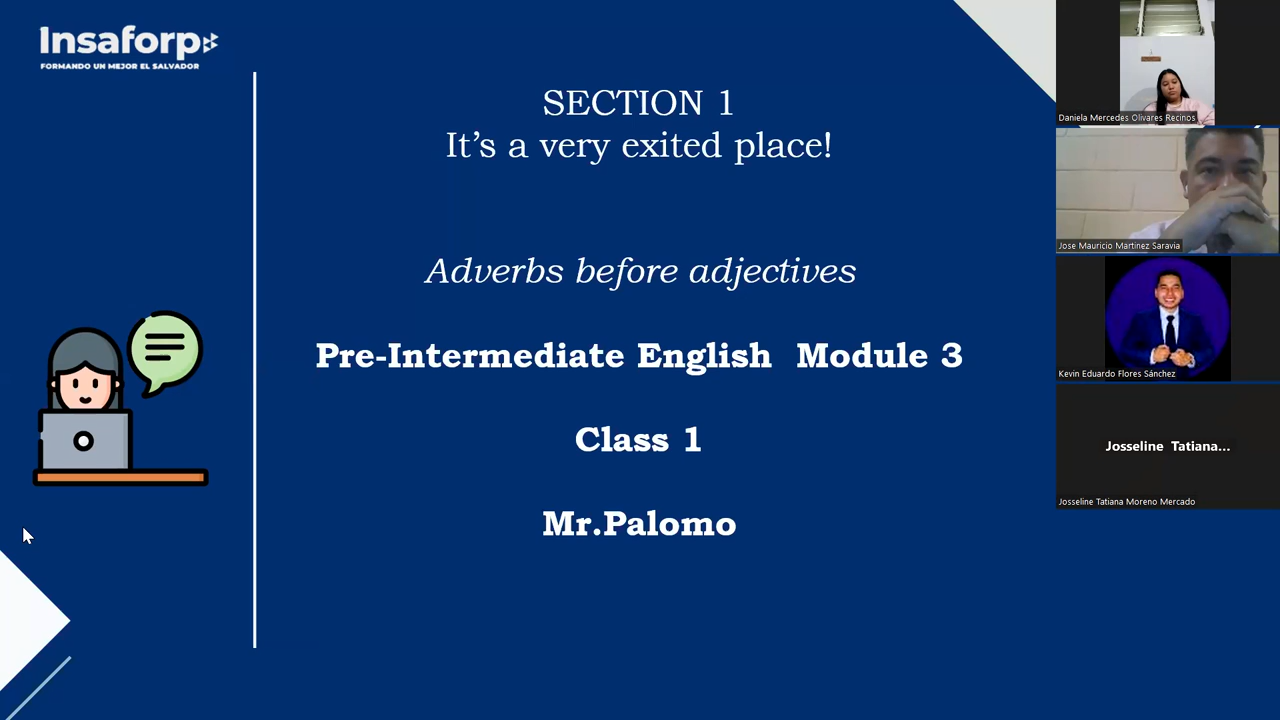 Insaforp
FORMANDO UN MEJOR EL SALVADOR
SECTION 1
It's a very exited place!
Adverbs before adjectives
Pre-Intermediate English Module 3
Class 1
Mr.Palomo
Daniela Mercedes Olivares Recinos
Jose Mauricio Martinez Saravia
Kevin Eduardo Flores Sánchez
Josseline Tatiana...
Josseline Tatiana Moreno Mercado